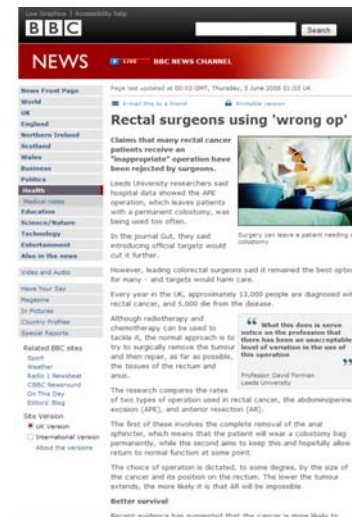 Low Graphics | Accessibility help
BBC
Search
NEWS
LIVE BBC NEWS CHANNEL
News Front Page
World
UK
England
Northern Ireland
Scotland
Wales
Business
Politics
Health
Medical notes
Education
Science/Nature
Technology
Entertainment
Also in the news
Video and Audio
Have Your Say
Magazine
In Pictures
Country Profiles
Special Reports
Related BBC sites
Sport
Weather
Radio 1 Newsbeat
CBBC Newsround
On This Day
Editors' Blog
Site Version
UK Version
International Version
About the versions
Page last updated at 00:02 GMT, Thursday, 5 June 2008 01:03 UK
E-mail this to a friend
Printable version
Rectal surgeons using 'wrong op'
Claims that many rectal cancer
patients receive an
"inappropriate" operation have
been rejected by surgeons.
Leeds University researchers said
hospital data showed the APE
operation, which leaves patients
with a permanent colostomy, was
being used too often.
In the journal Gut, they said
introducing official targets would
cut it further.
Surgery can leave a patient needing a
colostomy
However, leading colorectal surgeons said it remained the best optio
for many - and targets would harm care.
Every year in the UK, approximately 13,000 people are diagnosed wit
rectal cancer, and 5,000 die from the disease.
Although radiotherapy and
chemotherapy can be used to
tackle it, the normal approach is to
try to surgically remove the tumour
and then repair, as far as possible,
the tissues of the rectum and
anus.
“ What this does is serve
notice on the profession that
there has been an unacceptable
level of variation in the use of
this operation ”
Professor David Forman
Leeds University
The research compares the rates
of two types of operation used in rectal cancer, the abdominoperine
excision (APE), and anterior resection (AR).
The first of these involves the complete removal of the anal
sphincter, which means that the patient will wear a colostomy bag
permanently, while the second aims to keep this and hopefully allow
return to normal function at some point.
The choice of operation is dictated, to some degree, by the size of
the cancer and its position on the rectum. The lower the tumour
extends, the more likely it is that AR will be impossible.
Better survival
Recent evidence has suggested that the cancer is more likely to